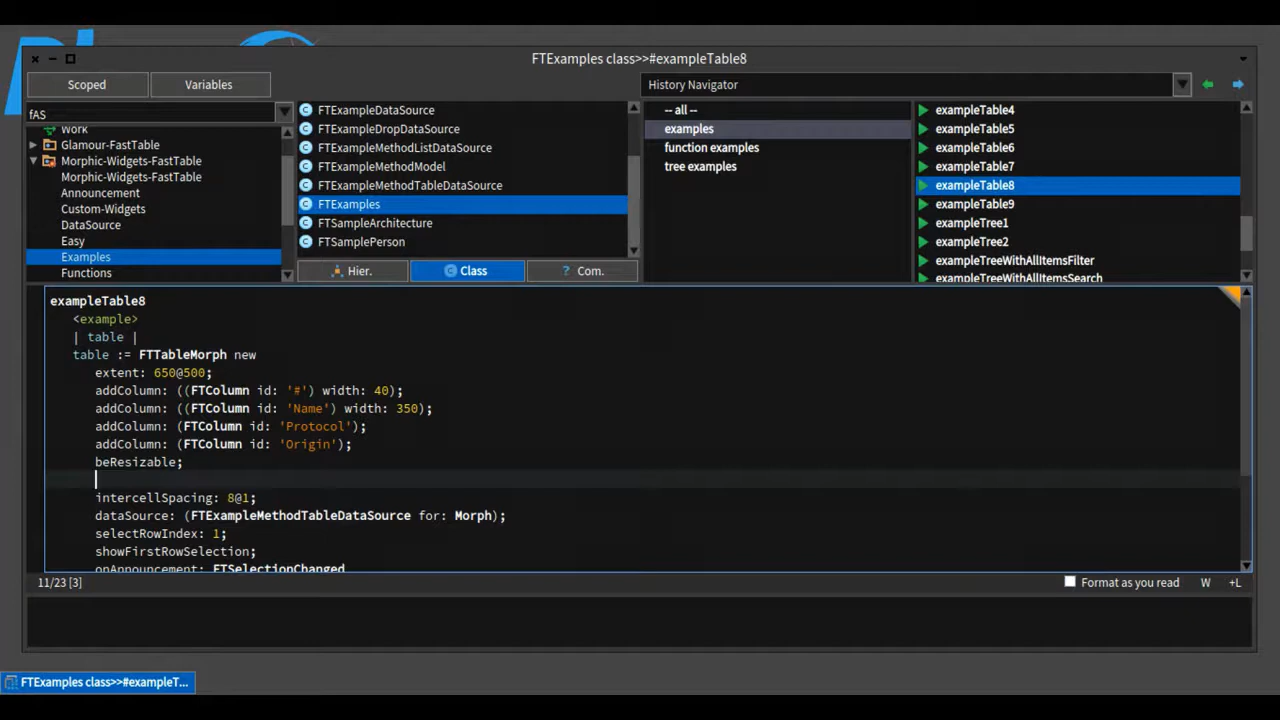 FTExamples class>>#exampleTable8
Scoped
Variables
History Navigator
fAS
Work
Glamour-FastTable
Morphic-Widgets-FastTable
Morphic-Widgets-FastTable
Announcement
Custom-Widgets
DataSource
Easy
Examples
Functions
FTExampleDataSource
FTExampleDropDataSource
FTExampleMethodListDataSource
FTExampleMethodModel
FTExampleMethodTableDataSource
FTExamples
FTSampleArchitecture
FTSamplePerson
Hier.
Class
? Com.
-- all --
examples
function examples
tree examples
exampleTable4
exampleTable5
exampleTable6
exampleTable7
exampleTable8
exampleTable9
exampleTree1
exampleTree2
exampleTreeWithAllItemsFilter
exampleTreeWithAllItemsSearch
exampleTable8
<example>
| table |
table := FTTableMorph new
extent: 650@500;
addColumn: ((FTColumn id: '#') width: 40);
addColumn: ((FTColumn id: 'Name') width: 350);
addColumn: (FTColumn id: 'Protocol');
addColumn: (FTColumn id: 'Origin');
beResizable;
intercellSpacing: 8@1;
dataSource: (FTExampleMethodTableDataSource for: Morph);
selectRowIndex: 1;
showFirstRowSelection;
onAnnouncement: FTSelectionChanged
11/23 [3]
Format as you read
W
+L
FTExamples class>>#exampleT...